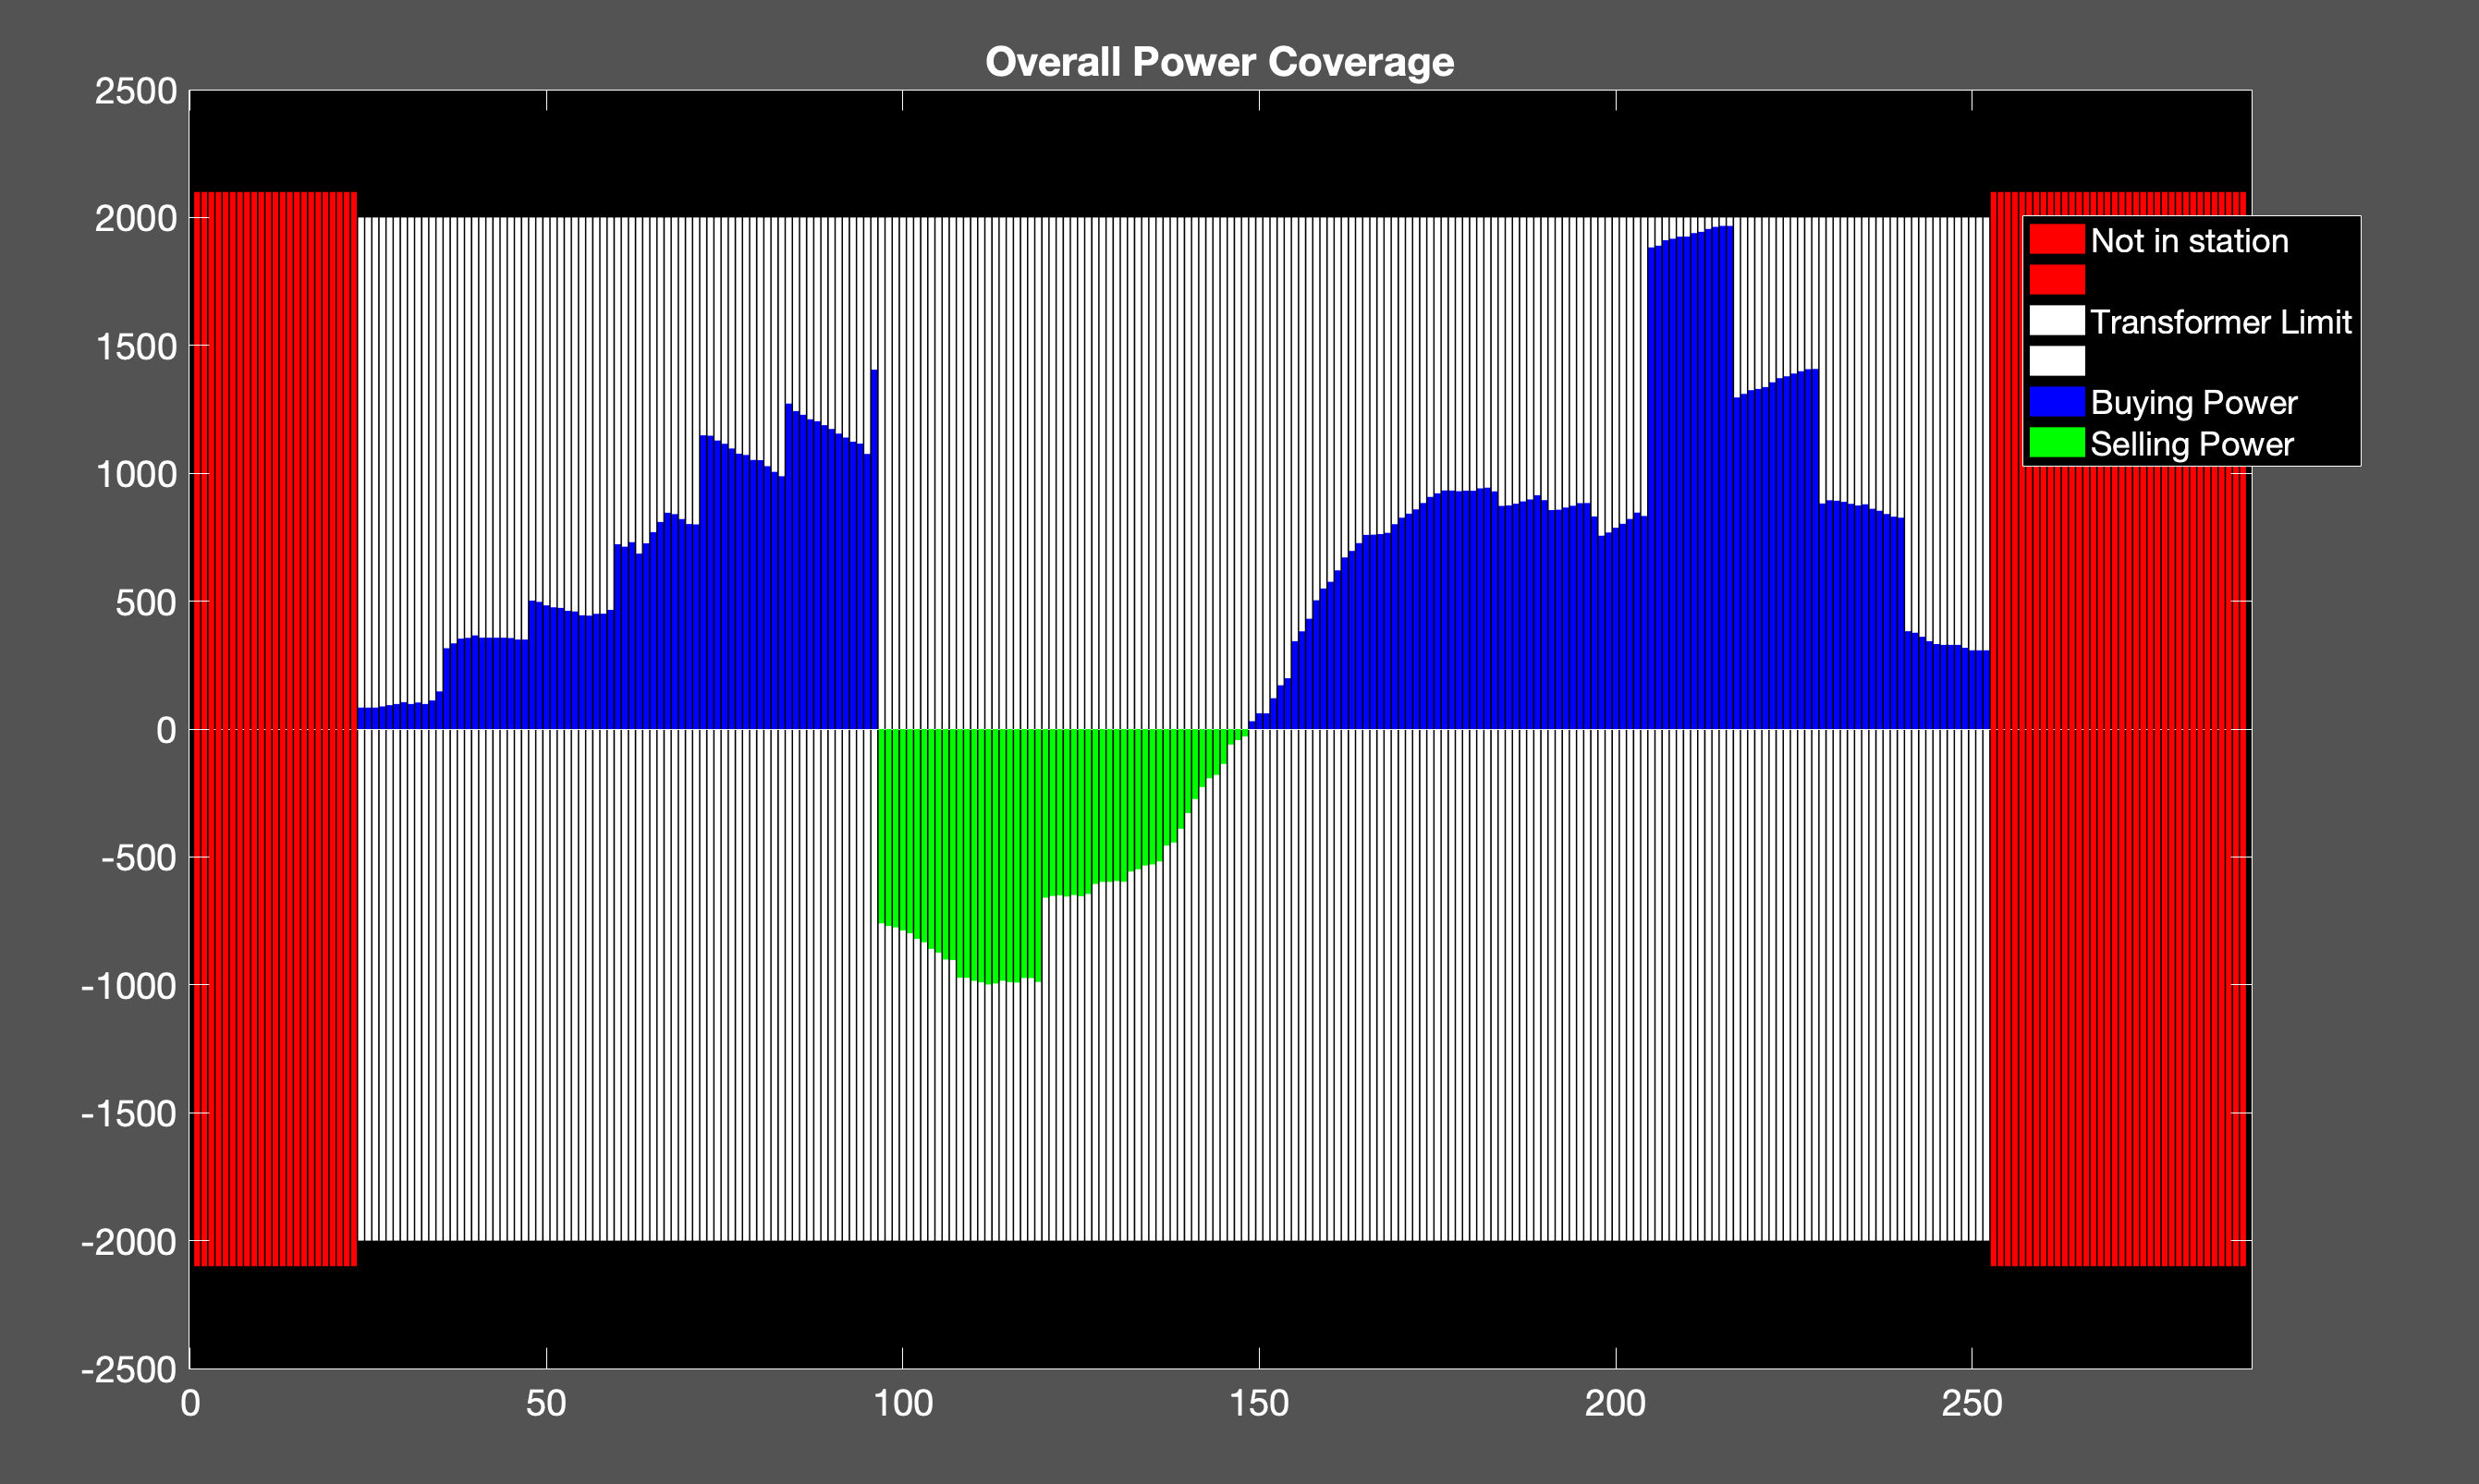 Overall Power Coverage
2500
2000
1500
1000
500
0
-500
-1000
-1500
-2000
-2500
0 50 100 150 200 250
Not in station
Transformer Limit
Buying Power
Selling Power